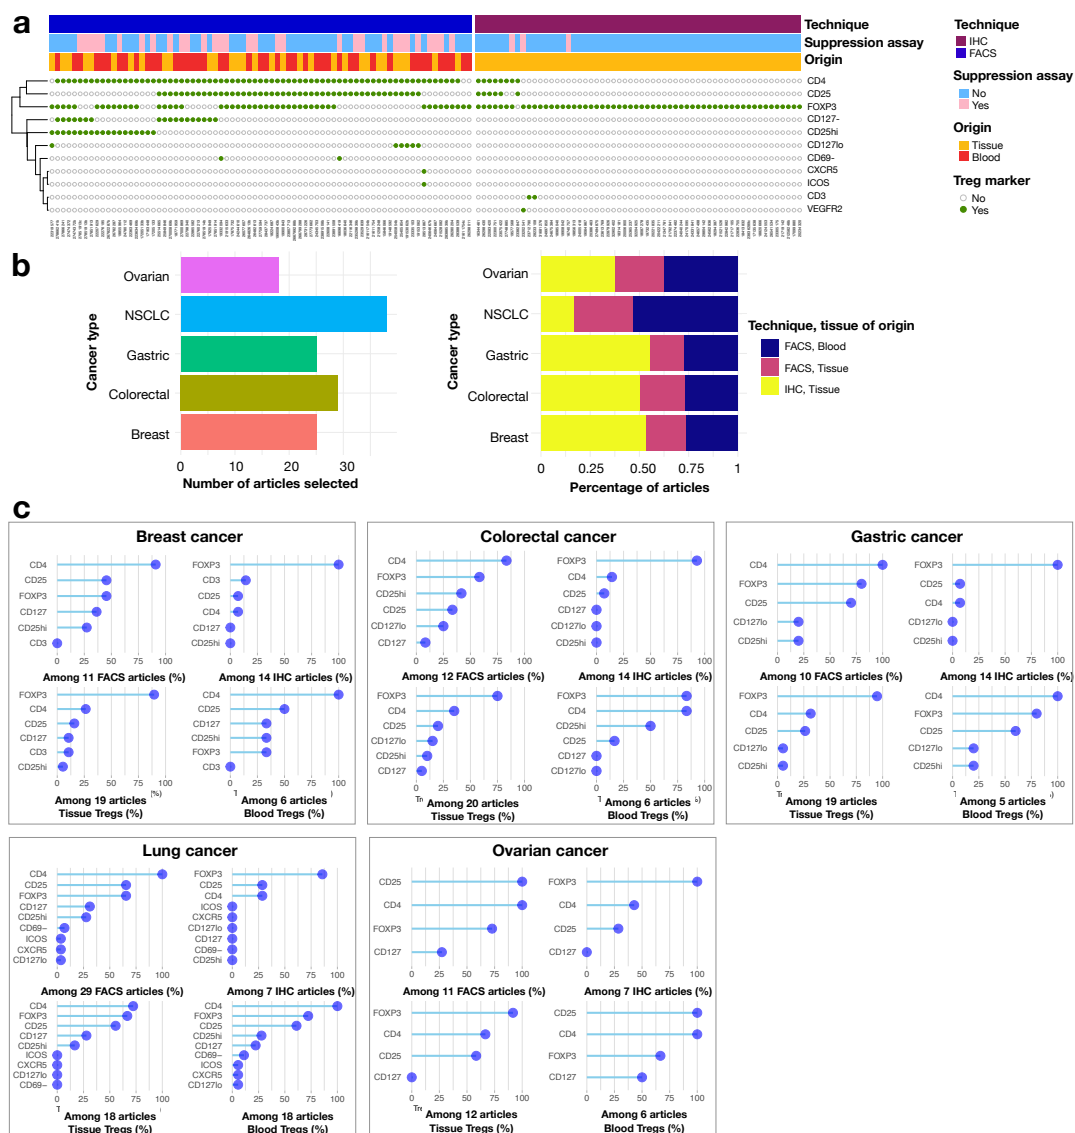 a
Technique
Suppression assay
Origin
CD4
CD25
FOXP3
CD127-
CD25hi
CD127lo
CD69-
CXCR5
ICOS
CD3
VEGFR2
Technique
IHC
FACS
Suppression assay
No
Yes
Origin
Tissue
Blood
Treg marker
No
Yes
b
Cancer type
Ovarian
NSCLC
Gastric
Colorectal
Breast
0 10 20 30
Number of articles selected
Cancer type
Ovarian
NSCLC
Gastric
Colorectal
Breast
0 0.25 0.50 0.75 1
Percentage of articles
Technique, tissue of origin
FACS, Blood
FACS, Tissue
IHC, Tissue
c
Breast cancer
CD4
CD25
FOXP3
CD127
CD25hi
CD3
0 25 50 75 100
Among 11 FACS articles (%)
FOXP3
CD3
CD25
CD4
CD127
CD25hi
0 25 50 75 100
Among 14 IHC articles (%)
FOXP3
CD4
CD25
CD127
CD3
CD25hi
0 25 50 75 100
Among 19 articles (%)
Tissue Tregs (%)
CD4
CD25
CD127
CD25hi
FOXP3
CD3
0 25 50 75 100
Among 6 articles )
Blood Tregs (%)
Colorectal cancer
CD4
FOXP3
CD25hi
CD25
CD127lo
CD127
0 25 50 75 100
Among 12 FACS articles (%)
FOXP3
CD4
CD25
CD127
CD127lo
CD25hi
0 25 50 75 100
Among 14 IHC articles (%)
FOXP3
CD4
CD25
CD127lo
CD25hi
CD127
0 25 50 75 100
Among 20 articles
Tissue Tregs (%)
FOXP3
CD4
CD25hi
CD25
CD127
CD127lo
0 25 50 75 100
Among 6 articles
Blood Tregs (%)
Gastric cancer
CD4
FOXP3
CD25
CD127lo
CD25hi
0 25 50 75 100
Among 10 FACS articles (%)
FOXP3
CD25
CD4
CD127lo
CD25hi
0 25 50 75 100
Among 14 IHC articles (%)
FOXP3
CD4
CD25
CD127lo
CD25hi
0 25 50 75 100
Among 19 articles
Tissue Tregs (%)
CD4
FOXP3
CD25
CD127lo
CD25hi
0 25 50 75 100
Among 5 articles )
Blood Tregs (%)
Lung cancer
CD4
CD25
FOXP3
CD127
CD25hi
CD69–
ICOS
CXCR5
CD127lo
0 25 50 75 100
Among 29 FACS articles (%)
FOXP3
CD25
CD4
ICOS
CXCR5
CD127lo
CD127
CD69–
CD25hi
0 25 50 75 100
Among 7 IHC articles (%)
CD4
FOXP3
CD25
CD127
CD25hi
ICOS
CXCR5
CD127lo
CD69–
0 25 50 75 100
Among 18 articles
Tissue Tregs (%)
CD4
FOXP3
CD25
CD25hi
CD127
CD69–
ICOS
CXCR5
CD127lo
0 25 50 75 100
Among 18 articles
Blood Tregs (%)
Ovarian cancer
CD25
CD4
FOXP3
CD127
0 25 50 75 100
Among 11 FACS articles (%)
FOXP3
CD4
CD25
CD127
0 25 50 75 100
Among 7 IHC articles (%)
FOXP3
CD4
CD25
CD127
0 25 50 75 100
Among 12 articles
Tissue Tregs (%)
CD25
CD4
FOXP3
CD127
0 25 50 75 100
Among 6 articles
Blood Tregs (%)